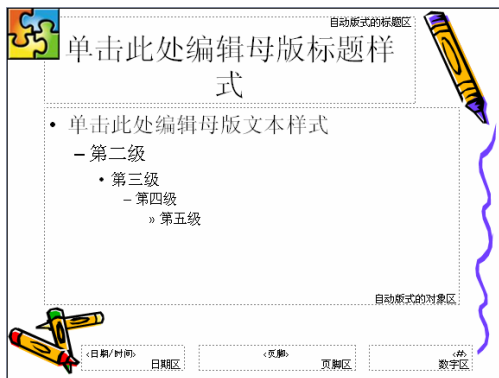 自动版式的标题区
单击此处编辑母版标题样
式
• 单击此处编辑母版文本样式
– 第二级
• 第三级
– 第四级
» 第五级
自动版式的对象区
<日期/时间>
日期区
<页脚>
页脚区
<#>
数字区